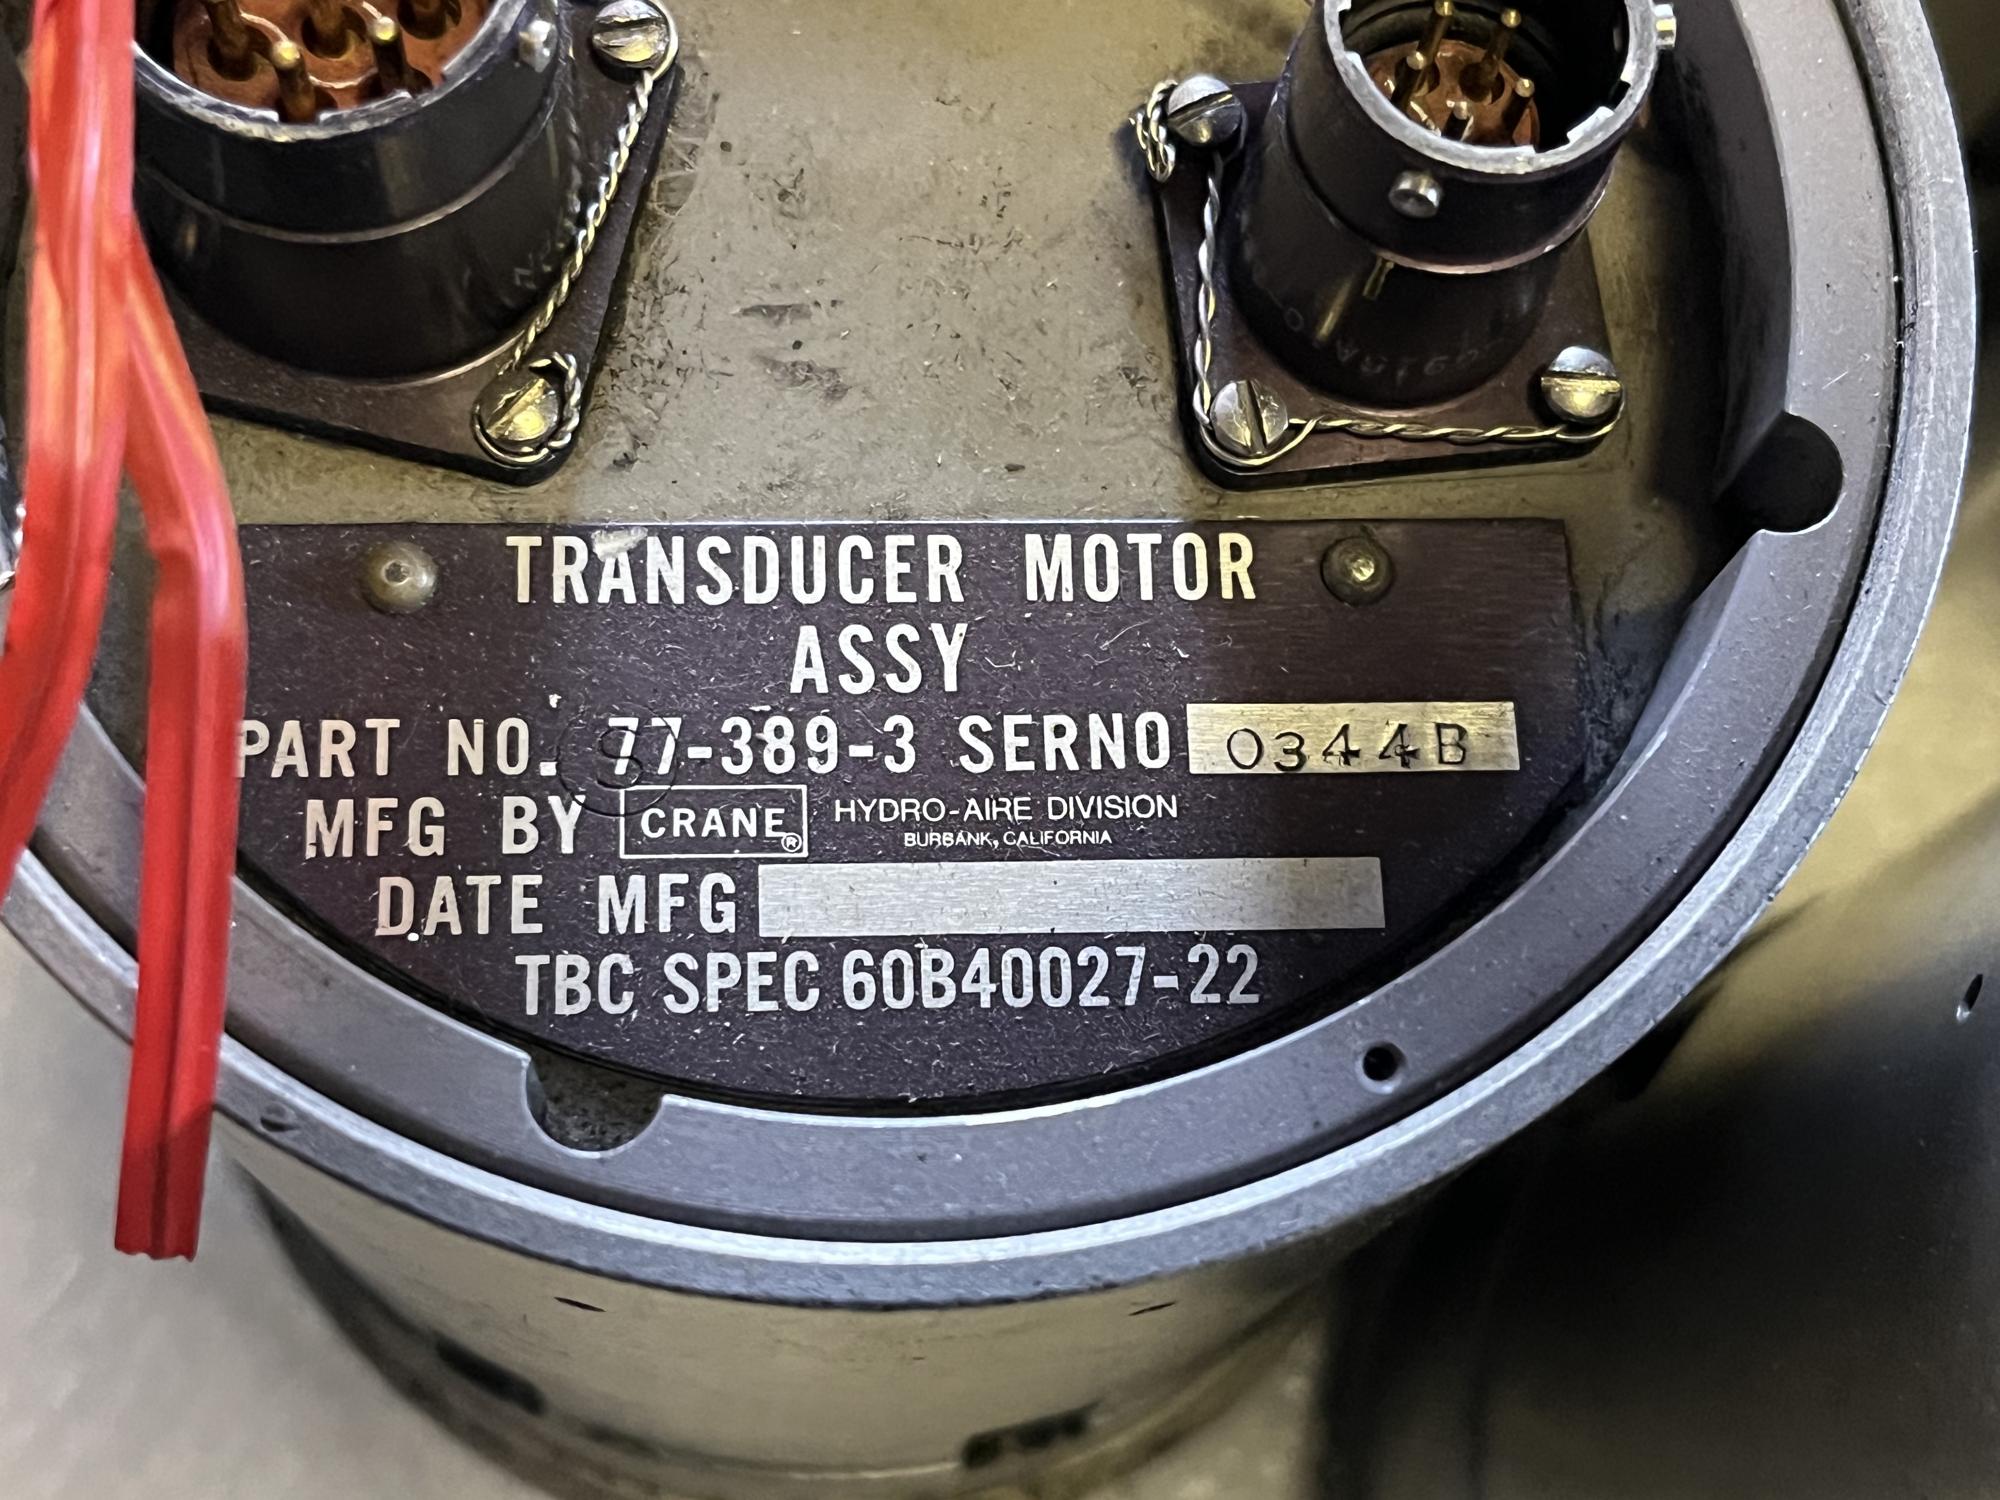 TRANSDUCER MOTOR
ASSY
PART NO. 77-389-3 SERNO 0344B
S
MFG BY CRANE® HYDRO-AIRE DIVISION
BURBANK, CALIFORNIA
DATE MFG
TBC SPEC 60B40027-22